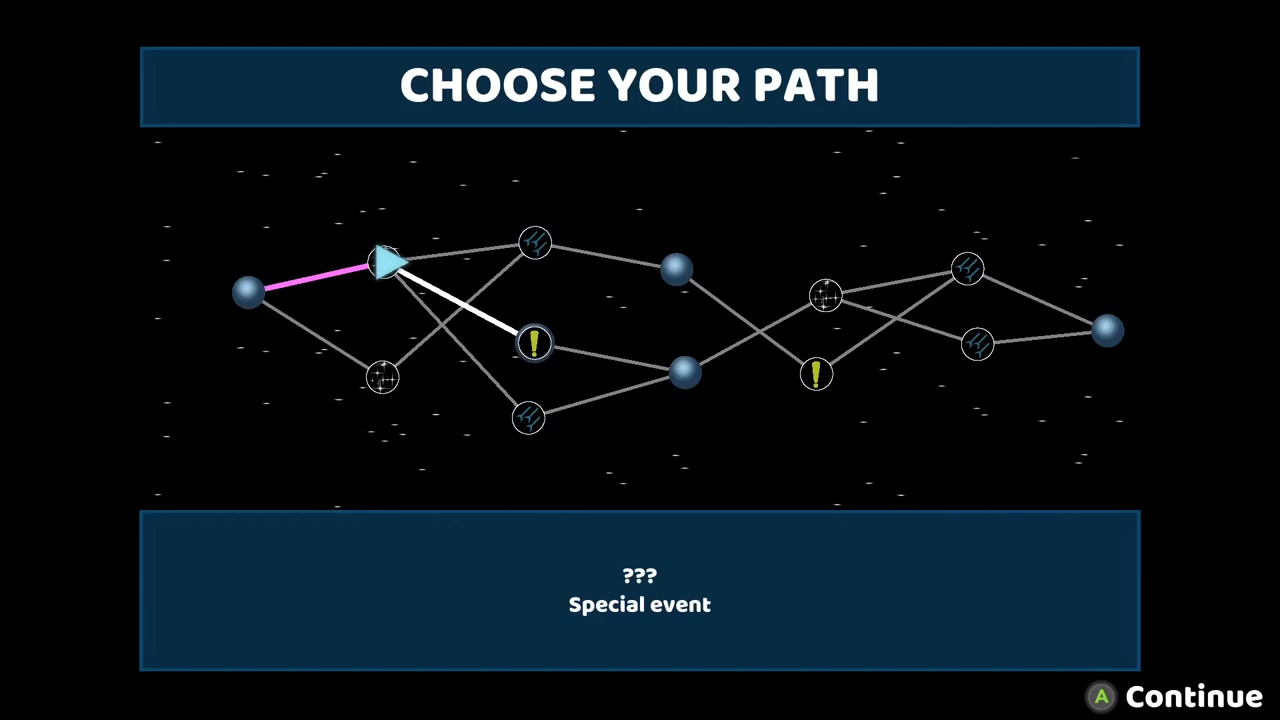 CHOOSE YOUR PATH
!
!
???
Special event
A Continue